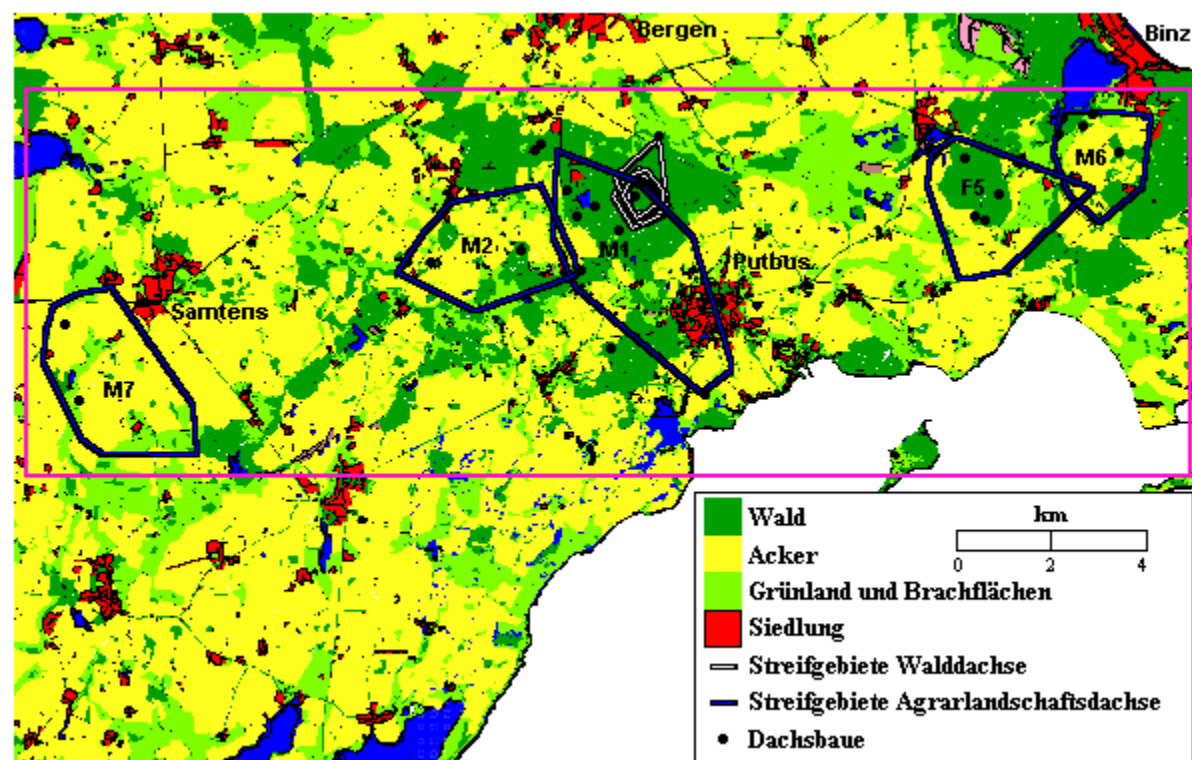 Bergen
Binz
M6
F5
M2
M1
Putbus
Samtens
M7
Wald
km
Acker
0 2 4
Grünland und Brachflächen
Siedlung
Streifgebiete Walddachse
Streifgebiete Agrarlandschaftsdachse
Dachsbaue